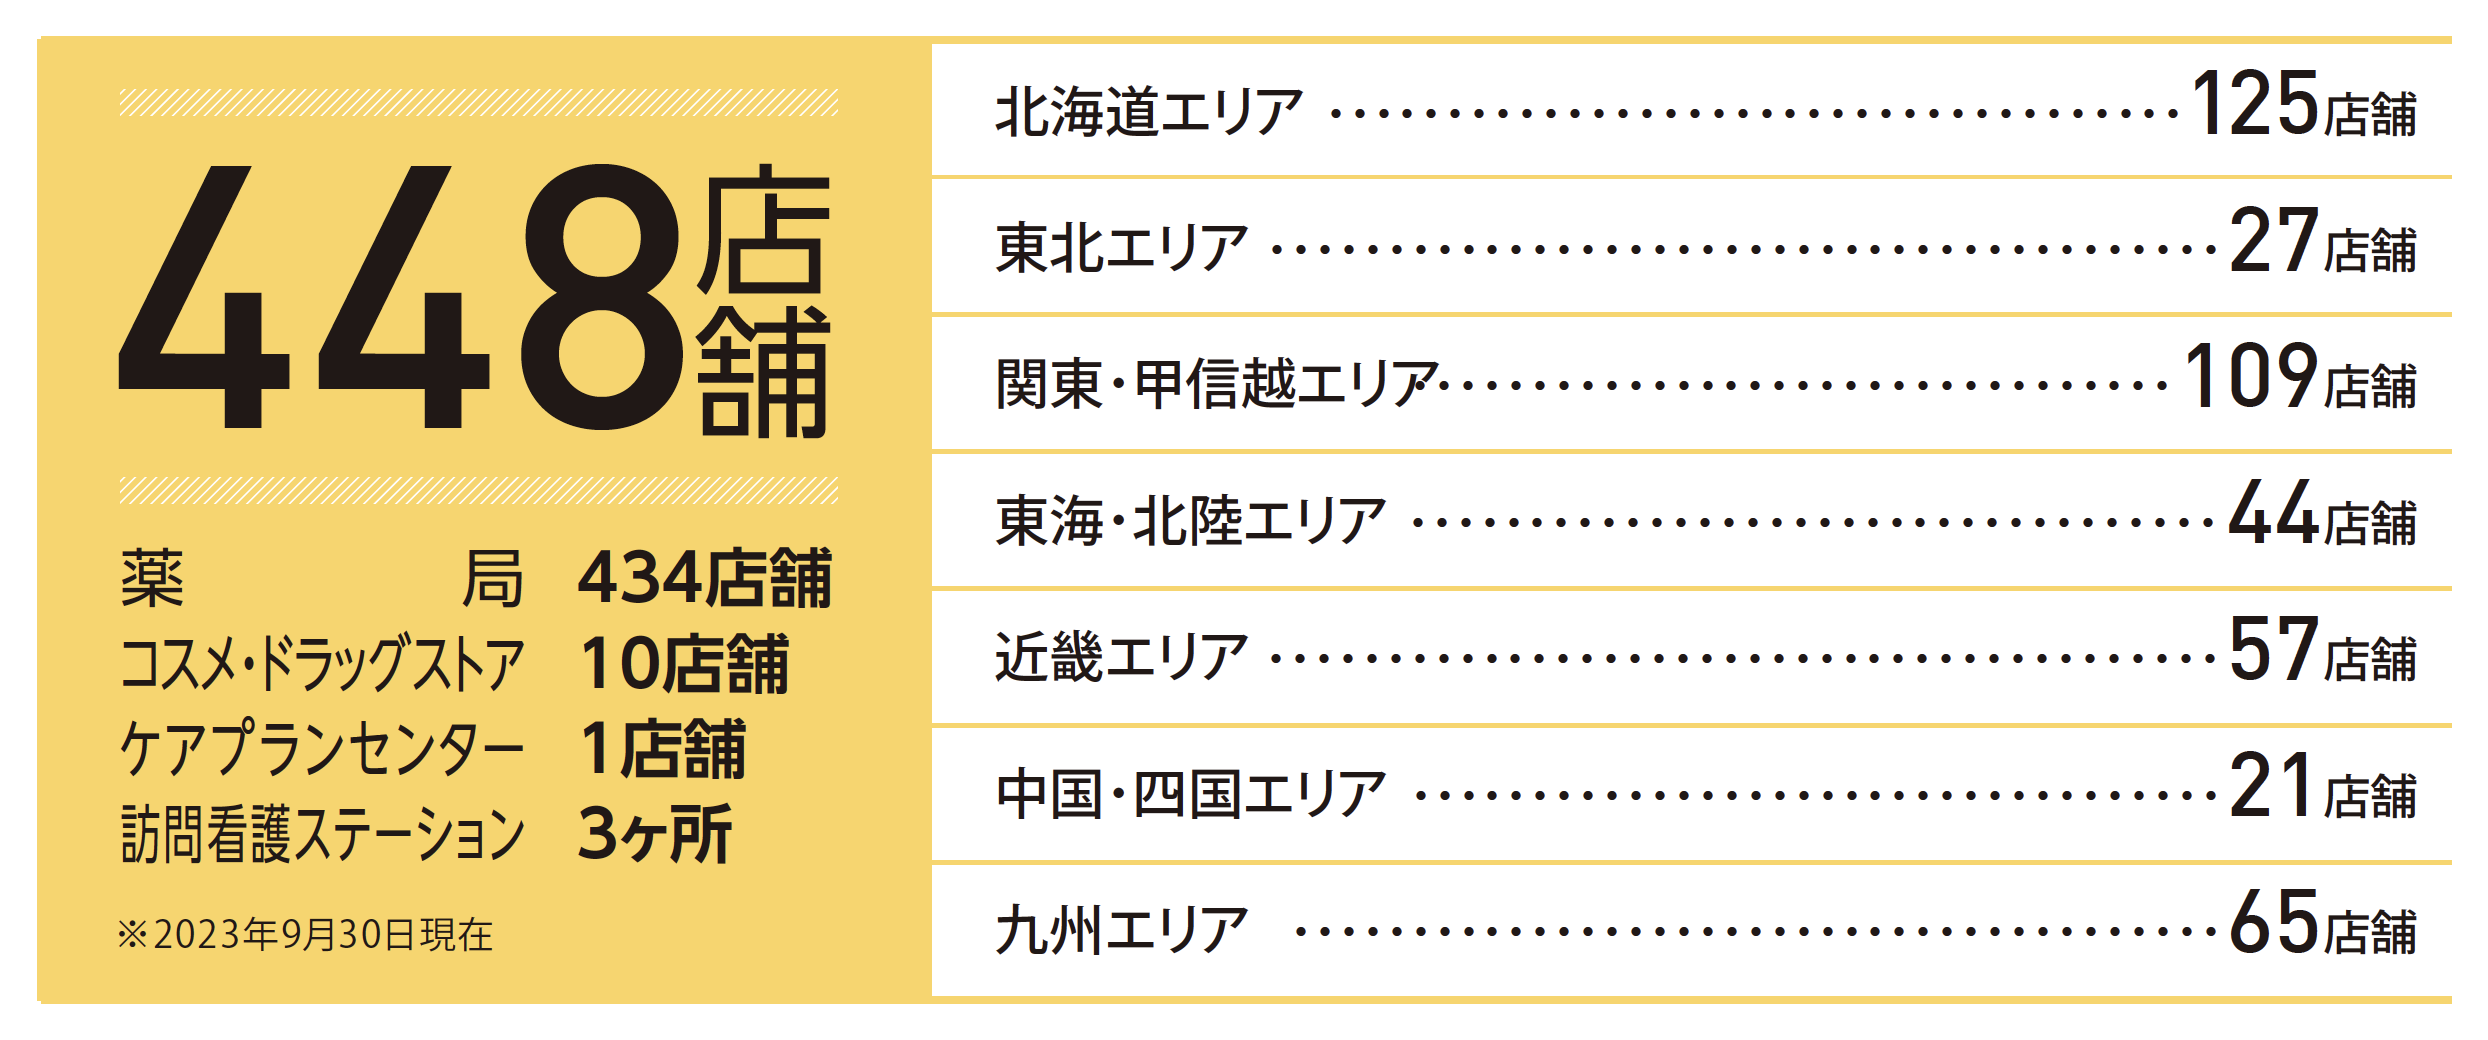 448店舗
薬局 434店舗
コスメ・ドラッグストア 10店舗
ケアプランセンター 1店舗
訪問看護ステーション 3ヶ所
※2023年9月30日現在
北海道エリア ・・・・・・・・・・・・・・・・・・・・・・・・・・・・・・・・・・・・ 125店舗
東北エリア ・・・・・・・・・・・・・・・・・・・・・・・・・・・・・・・・・・・・・・・・ 27店舗
関東・甲信越エリア ・・・・・・・・・・・・・・・・・・・・・・・・・・・・・・・・ 109店舗
東海・北陸エリア ・・・・・・・・・・・・・・・・・・・・・・・・・・・・・・・・・・ 44店舗
近畿エリア ・・・・・・・・・・・・・・・・・・・・・・・・・・・・・・・・・・・・・・・・ 57店舗
中国・四国エリア ・・・・・・・・・・・・・・・・・・・・・・・・・・・・・・・・・・ 21店舗
九州エリア ・・・・・・・・・・・・・・・・・・・・・・・・・・・・・・・・・・・・・・・ 65店舗